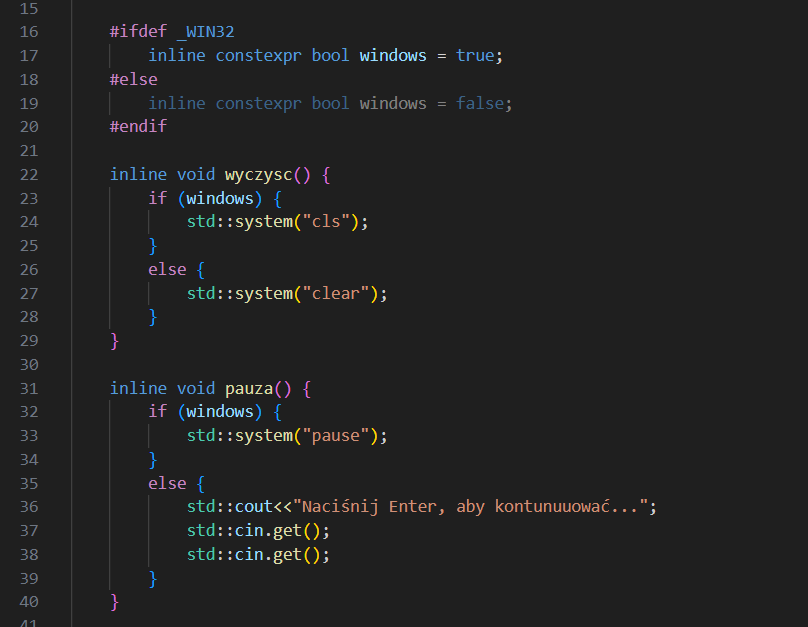 15
16 #ifdef _WIN32
17 inline constexpr bool windows = true;
18 #else
19 inline constexpr bool windows = false;
20 #endif
21
22 inline void wyczysc() {
23 if (windows) {
24 std::system("cls");
25 }
26 else {
27 std::system("clear");
28 }
29 }
30
31 inline void pauza() {
32 if (windows) {
33 std::system("pause");
34 }
35 else {
36 std::cout<<"Naciśnij Enter, aby kontunuuować...";
37 std::cin.get();
38 std::cin.get();
39 }
40 }
41